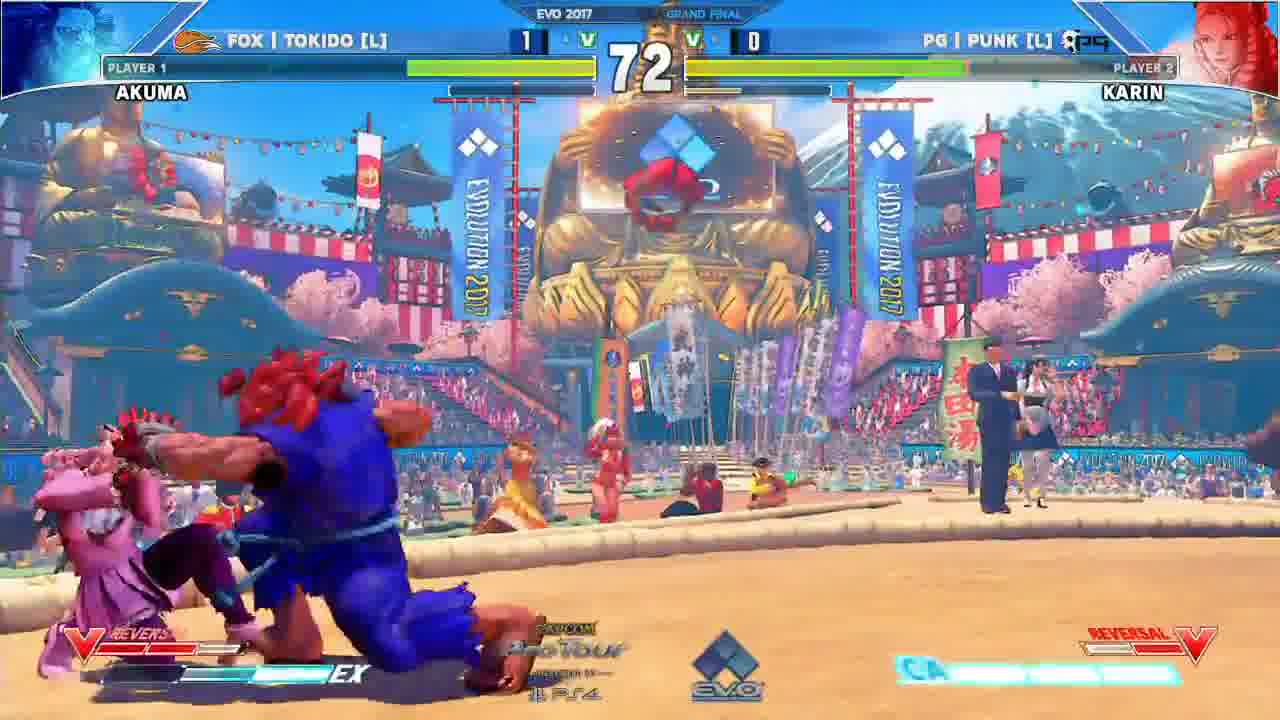 EVO 2017 GRAND FINAL
FOX | TOKIDO [L] 1 V 72 V 0 PG | PUNK [L]
PLAYER 1 PLAYER 2
AKUMA KARIN
EVOLUTION 2017
EVOLUTION 2017
REVERSAL
EX
REVERSAL
CA
CAPCOM
PRO TOUR
PS4
EVO